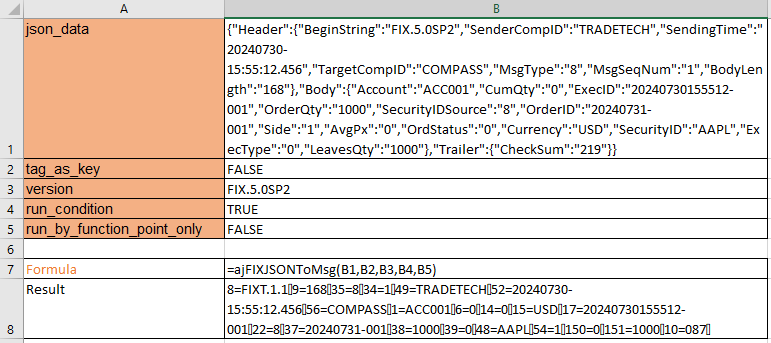 A B
json_data {"Header":{"BeginString":"FIX.5.0SP2","SenderCompID":"TRADETECH","SendingTime":"
20240730-
15:55:12.456","TargetCompID":"COMPASS","MsgType":"8","MsgSeqNum":"1","BodyLen
gth":"168"},"Body":{"Account":"ACC001","CumQty":"0","ExecID":"20240730155512-
001","OrderQty":"1000","SecurityIDSource":"8","OrderID":"20240731-
001","Side":"1","AvgPx":"0","OrdStatus":"0","Currency":"USD","SecurityID":"AAPL","Ex
1 ecType":"0","LeavesQty":"1000"},"Trailer":{"CheckSum":"219"}}
2 tag_as_key FALSE
3 version FIX.5.0SP2
4 run_condition TRUE
5 run_by_function_point_only FALSE
6
7 Formula =ajFIXJSONToMsg(B1,B2,B3,B4,B5)
Result 8=FIXT.1.1▯9=168▯35=8▯34=1▯49=TRADETECH▯52=20240730-
15:55:12.456▯56=COMPASS▯1=ACC001▯6=0▯14=0▯15=USD▯17=20240730155512-
8 001▯22=8▯37=20240731-001▯38=1000▯39=0▯48=AAPL▯54=1▯150=0▯151=1000▯10=087▯